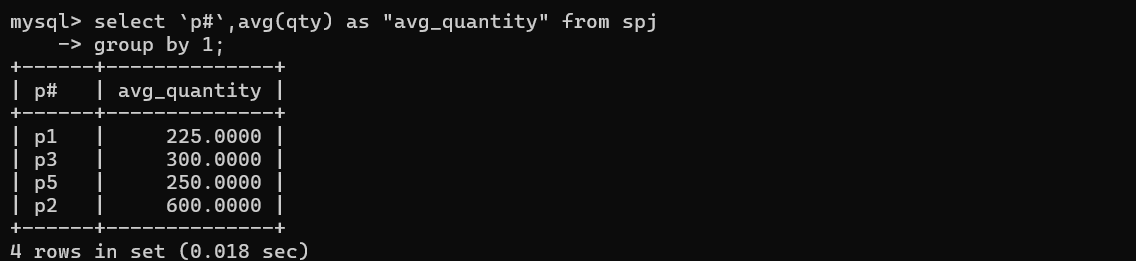 mysql> select `p#`,avg(qty) as "avg_quantity" from spj
    -> group by 1;
+------+--------------+
| p#   | avg_quantity |
+------+--------------+
| p1   |     225.0000 |
| p3   |     300.0000 |
| p5   |     250.0000 |
| p2   |     600.0000 |
+------+--------------+
4 rows in set (0.018 sec)